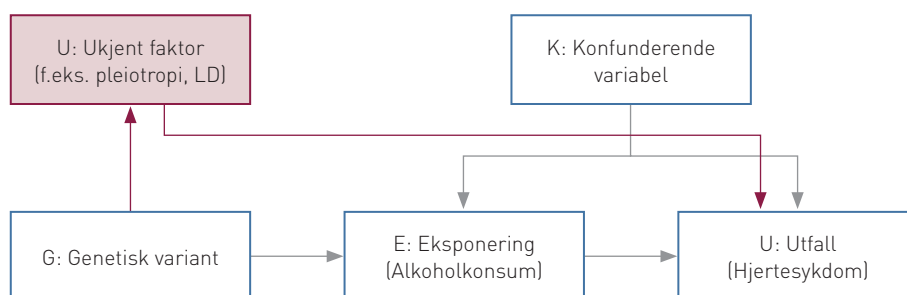 U: Ukjent faktor
(f.eks. pleiotropi, LD)
K: Konfunderende
variabel
G: Genetisk variant
E: Eksponering
(Alkoholkonsum)
U: Utfall
(Hjertesykdom)